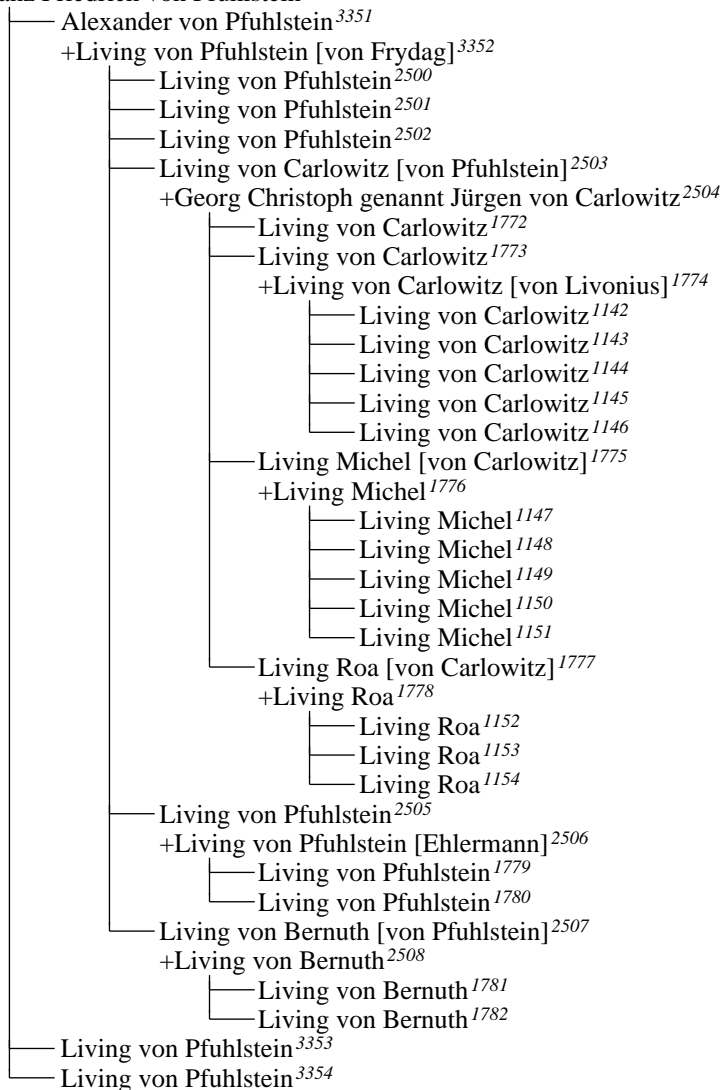 Alexander von Pfuhlstein3351
+Living von Pfuhlstein [von Frydag]3352
Living von Pfuhlstein2500
Living von Pfuhlstein2501
Living von Pfuhlstein2502
Living von Carlowitz [von Pfuhlstein]2503
+Georg Christoph genannt Jürgen von Carlowitz2504
Living von Carlowitz1772
Living von Carlowitz1773
+Living von Carlowitz [von Livonius]1774
Living von Carlowitz1142
Living von Carlowitz1143
Living von Carlowitz1144
Living von Carlowitz1145
Living von Carlowitz1146
Living Michel [von Carlowitz]1775
+Living Michel1776
Living Michel1147
Living Michel1148
Living Michel1149
Living Michel1150
Living Michel1151
Living Roa [von Carlowitz]1777
+Living Roa1778
Living Roa1152
Living Roa1153
Living Roa1154
Living von Pfuhlstein2505
+Living von Pfuhlstein [Ehlermann]2506
Living von Pfuhlstein1779
Living von Pfuhlstein1780
Living von Bernuth [von Pfuhlstein]2507
+Living von Bernuth2508
Living von Bernuth1781
Living von Bernuth1782
Living von Pfuhlstein3353
Living von Pfuhlstein3354